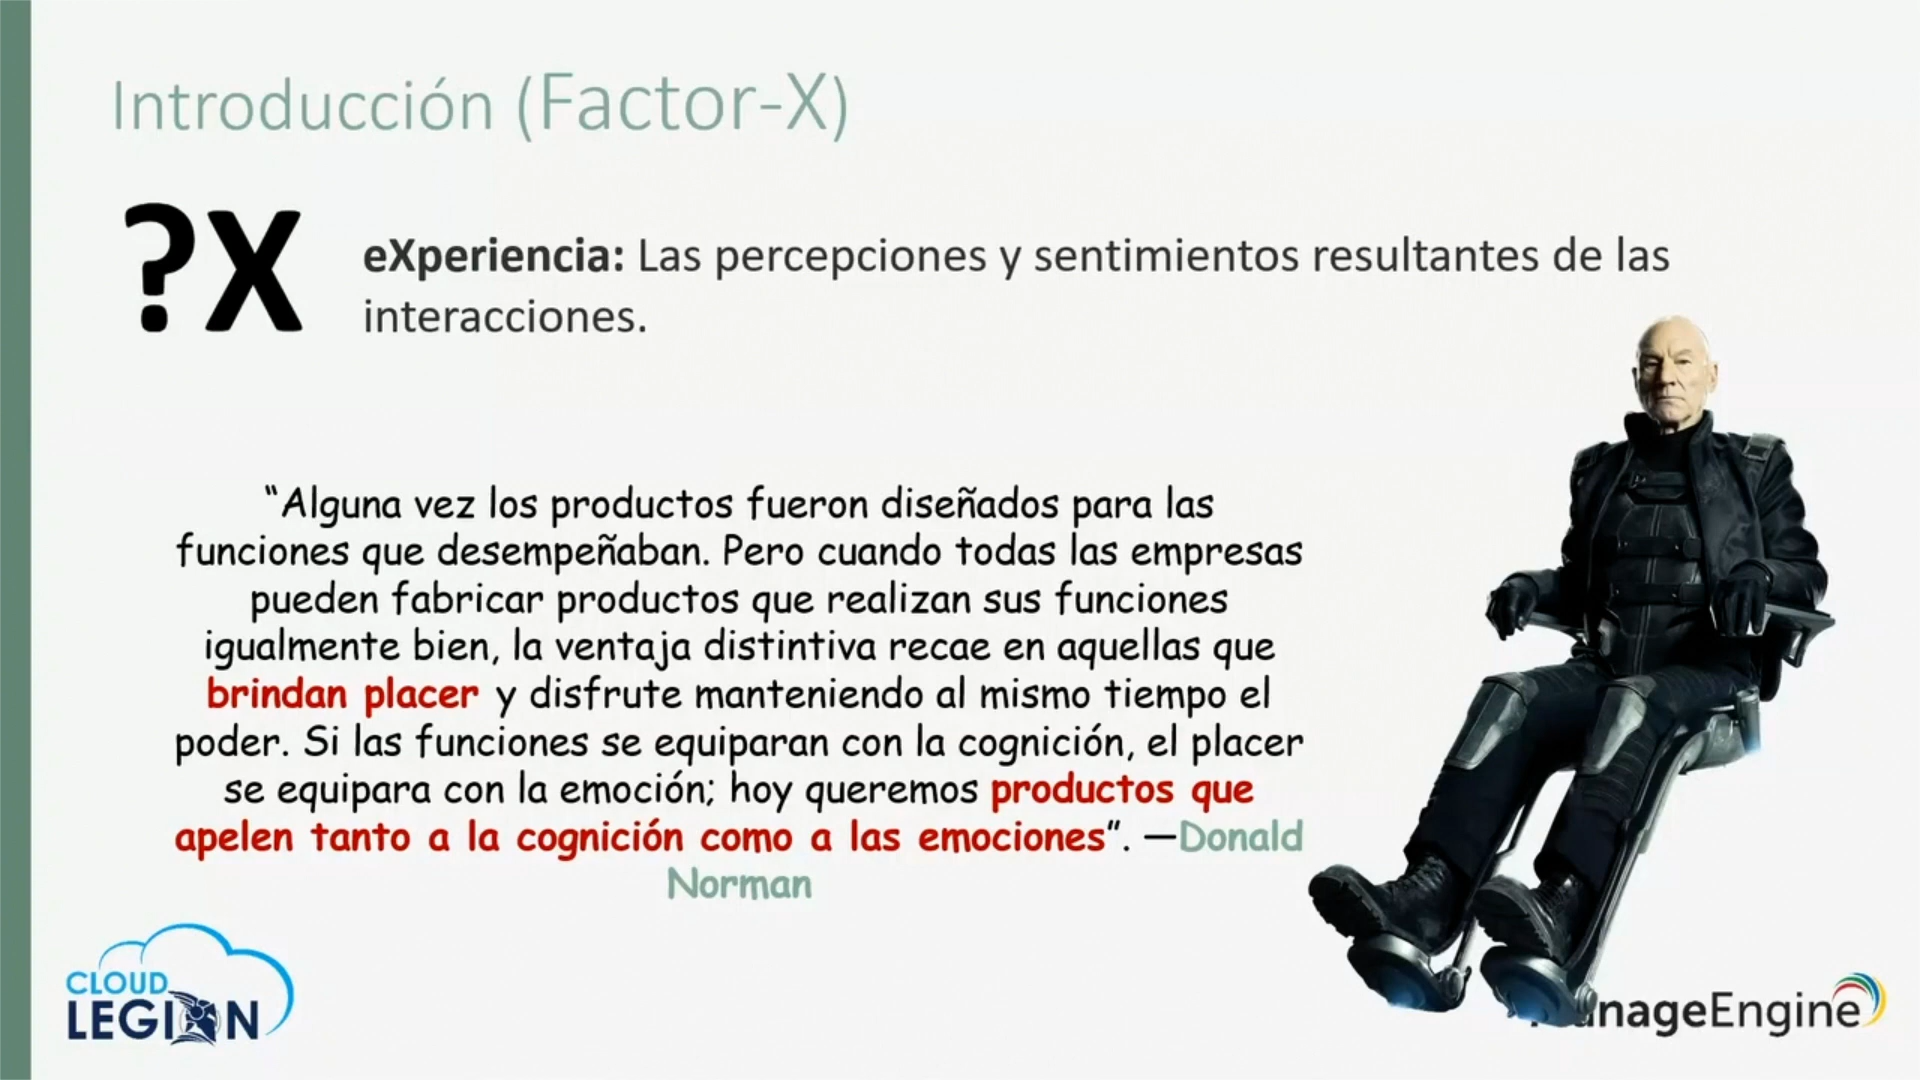 Introducción (Factor-X)
?X
eXperiencia: Las percepciones y sentimientos resultantes de las
interacciones.
“Alguna vez los productos fueron diseñados para las
funciones que desempeñaban. Pero cuando todas las empresas
pueden fabricar productos que realizan sus funciones
igualmente bien, la ventaja distintiva recae en aquellas que
brindan placer y disfrute manteniendo al mismo tiempo el
poder. Si las funciones se equiparan con la cognición, el placer
se equipara con la emoción; hoy queremos productos que
apelen tanto a la cognición como a las emociones”. —Donald
Norman
CLOUD
LEGION
ManageEngine